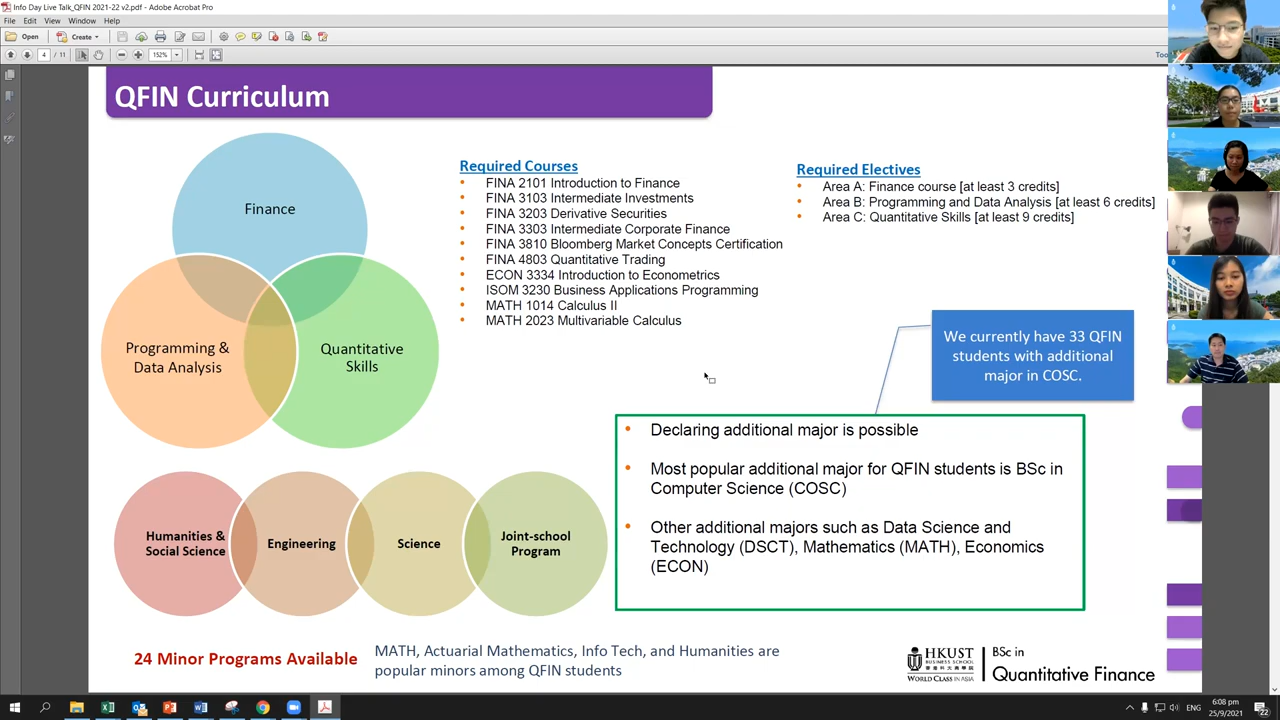 Info Day Live Talk_QFIN 2021-22 v2.pdf - Adobe Acrobat Pro
File Edit View Window Help
Open Create
4 / 11 152%
QFIN Curriculum
Finance
Programming & Data Analysis
Quantitative Skills
Required Courses
• FINA 2101 Introduction to Finance
• FINA 3103 Intermediate Investments
• FINA 3203 Derivative Securities
• FINA 3303 Intermediate Corporate Finance
• FINA 3810 Bloomberg Market Concepts Certification
• FINA 4803 Quantitative Trading
• ECON 3334 Introduction to Econometrics
• ISOM 3230 Business Applications Programming
• MATH 1014 Calculus II
• MATH 2023 Multivariable Calculus
Required Electives
• Area A: Finance course [at least 3 credits]
• Area B: Programming and Data Analysis [at least 6 credits]
• Area C: Quantitative Skills [at least 9 credits]
We currently have 33 QFIN
students with additional
major in COSC.
• Declaring additional major is possible
• Most popular additional major for QFIN students is BSc in
Computer Science (COSC)
• Other additional majors such as Data Science and
Technology (DSCT), Mathematics (MATH), Economics
(ECON)
Humanities &
Social Science
Engineering
Science
Joint-school
Program
24 Minor Programs Available
MATH, Actuarial Mathematics, Info Tech, and Humanities are
popular minors among QFIN students
HKUST
BUSINESS SCHOOL
WORLD CLASS IN ASIA
BSc in
Quantitative Finance
ENG
6:08 pm
25/9/2021
22